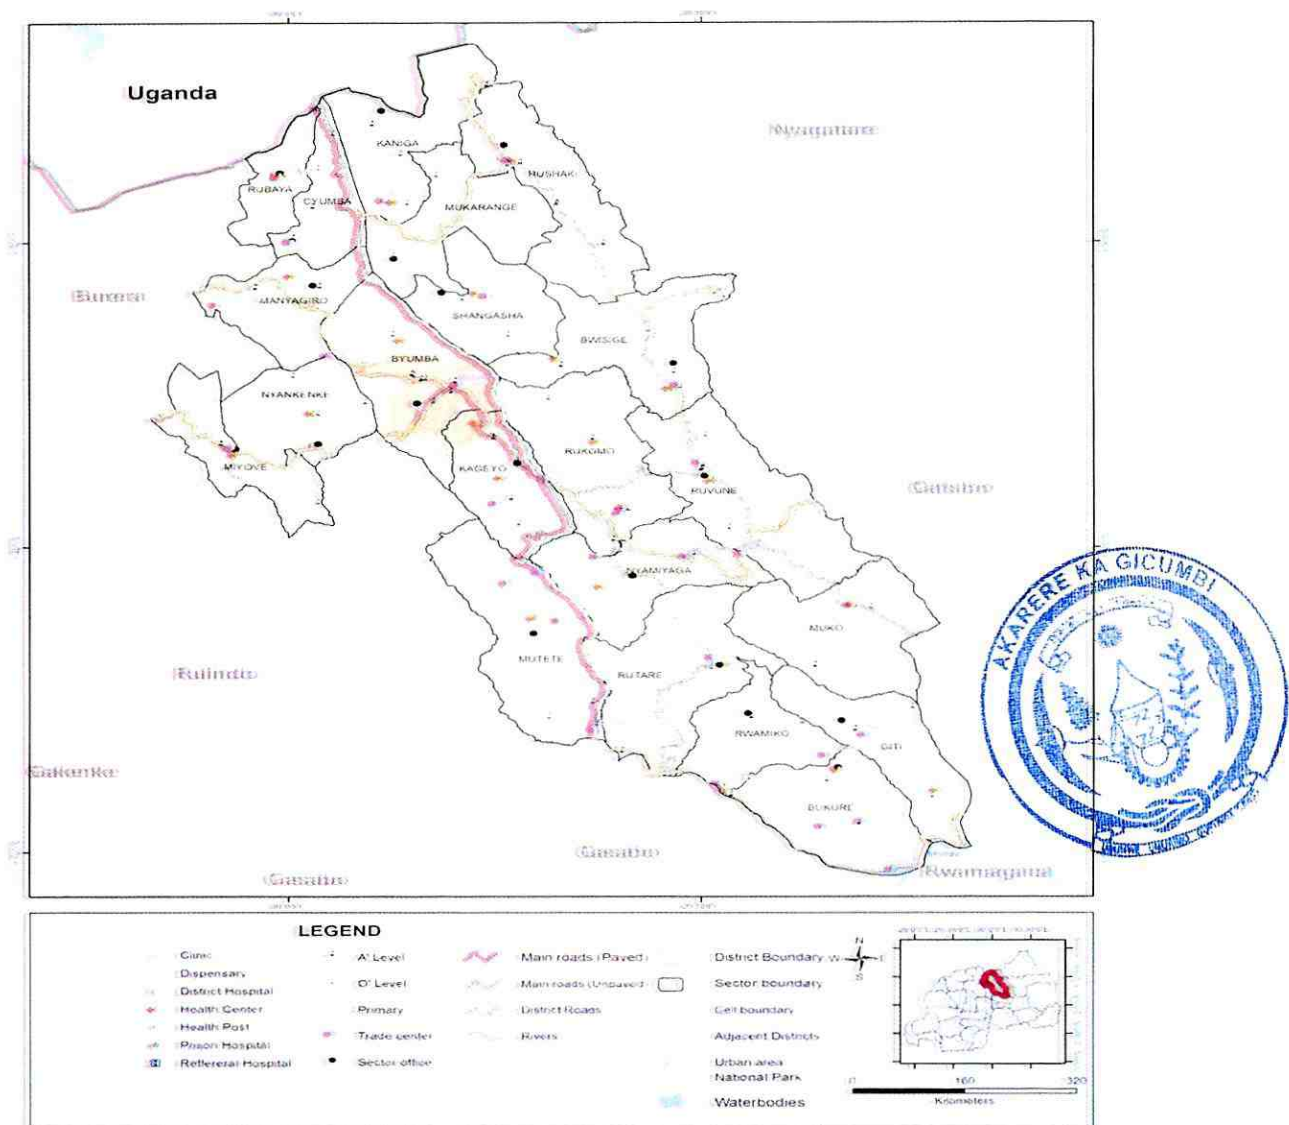 Uganda
Nyagatare
KANIGA
RUSHAKI
RUBAYA
CYUMBA
MUKARANGE
Burera
MANYAGIRO
SHANGASHA
BWISIGE
BYUMBA
NYANKENKE
RUKOMO
MIYOVE
KAGEYO
RUVUNE
Gatsibo
NYAMIYAGA
AKARERE KA GICUMBI
MUKO
MUTETE
RUTARE
Rulindo
RWAMIKO
GITI
Gakenke
BUKURE
Gasabo
Gasabo
Rwamagana
LEGEND
Clinic
Dispensary
District Hospital
Health Center
Health Post
Prison Hospital
Reffereral Hospital
A' Level
O' Level
Primary
Trade center
Sector office
Main roads (Paved)
Main roads (Unpaved)
District Roads
Rivers
District Boundary
Sector boundary
Cell boundary
Adjacent Districts
Urban area
National Park
Waterbodies
N
W E
S
0 160 320
Kilometers